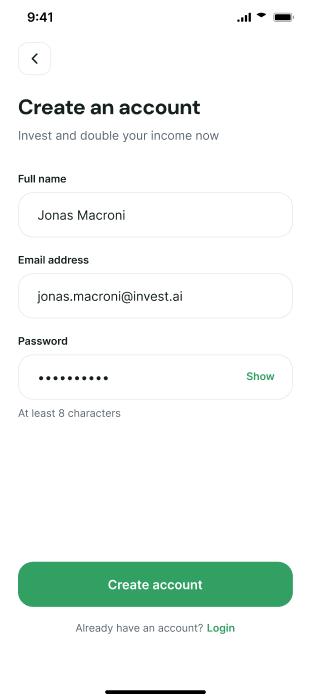 9:41
Create an account
Invest and double your income now
Full name
Jonas Macroni
Email address
jonas.macroni@invest.ai
Password
•••••••••• Show
At least 8 characters
Create account
Already have an account? Login